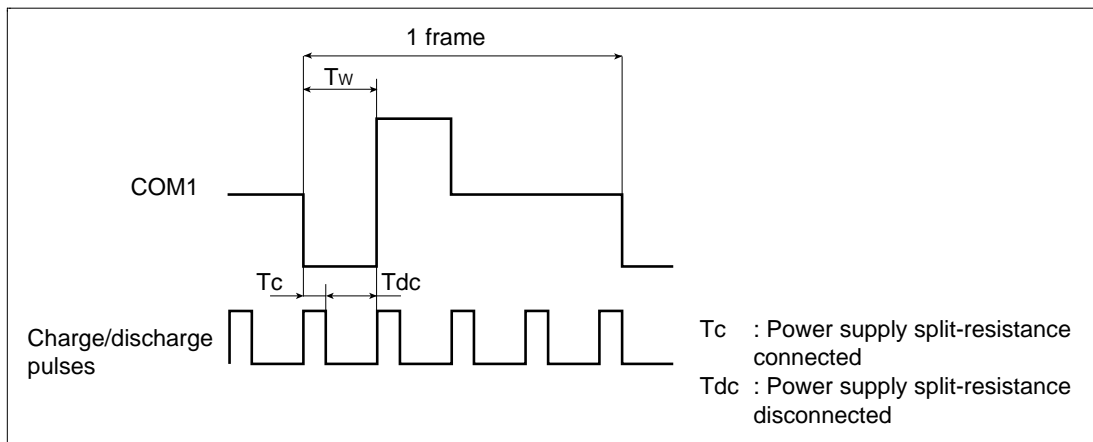 1 frame
Tw
COM1
Tc
Tdc
Charge/discharge
pulses
Tc : Power supply split-resistance
connected
Tdc : Power supply split-resistance
disconnected